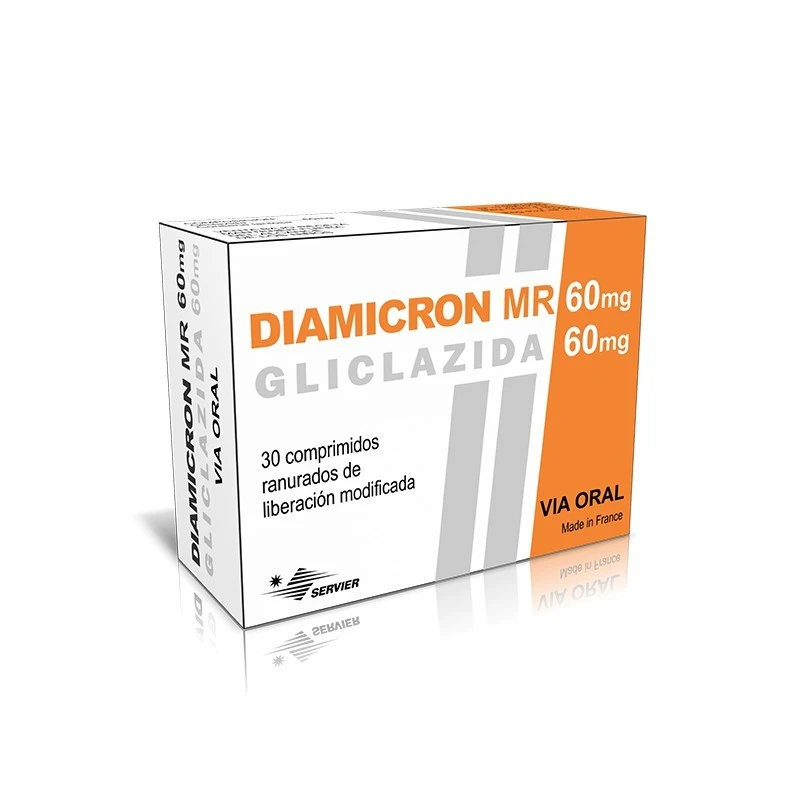 DIAMICRON MR 60mg
GLICLAZIDA 60mg
30 comprimidos
ranurados de
liberación modificada
VIA ORAL
Made in France
SERVIER
DIAMICRON MR 60mg
GLICLAZIDA 60mg
VIA ORAL